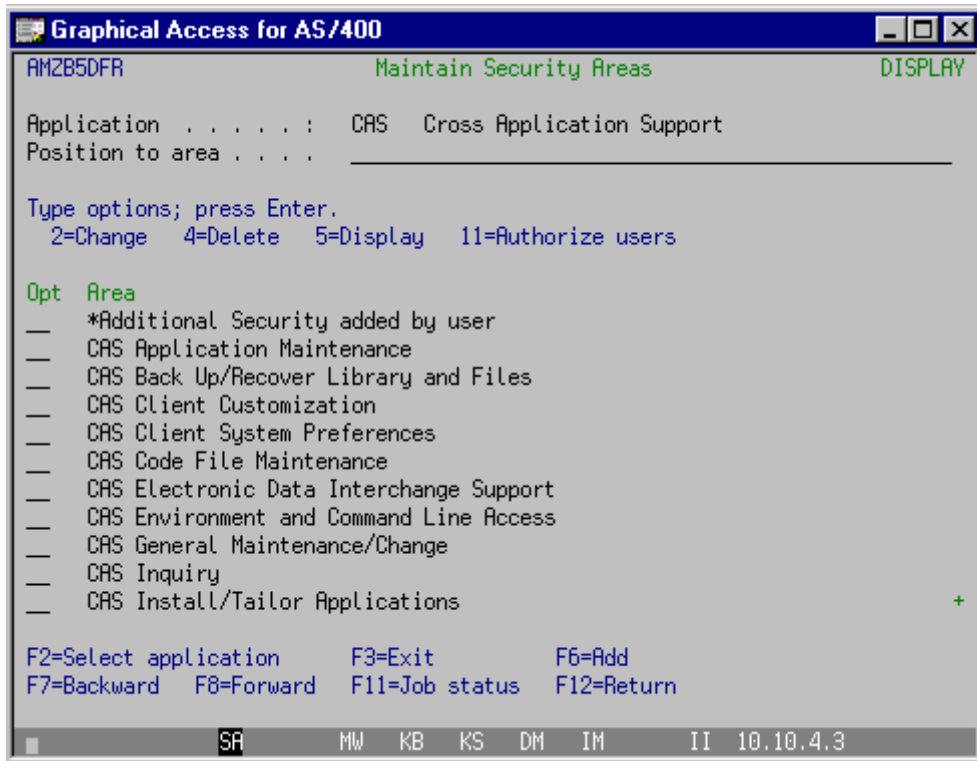 Graphical Access for AS/400
AMZB5DFR Maintain Security Areas DISPLAY
Application . . . . . : CAS Cross Application Support
Position to area . . . .
Type options; press Enter.
2=Change 4=Delete 5=Display 11=Authorize users
Opt Area
*Additional Security added by user
CAS Application Maintenance
CAS Back Up/Recover Library and Files
CAS Client Customization
CAS Client System Preferences
CAS Code File Maintenance
CAS Electronic Data Interchange Support
CAS Environment and Command Line Access
CAS General Maintenance/Change
CAS Inquiry
CAS Install/Tailor Applications +
F2=Select application F3=Exit F6=Add
F7=Backward F8=Forward F11=Job status F12=Return
SA MW KB KS DM IM II 10.10.4.3